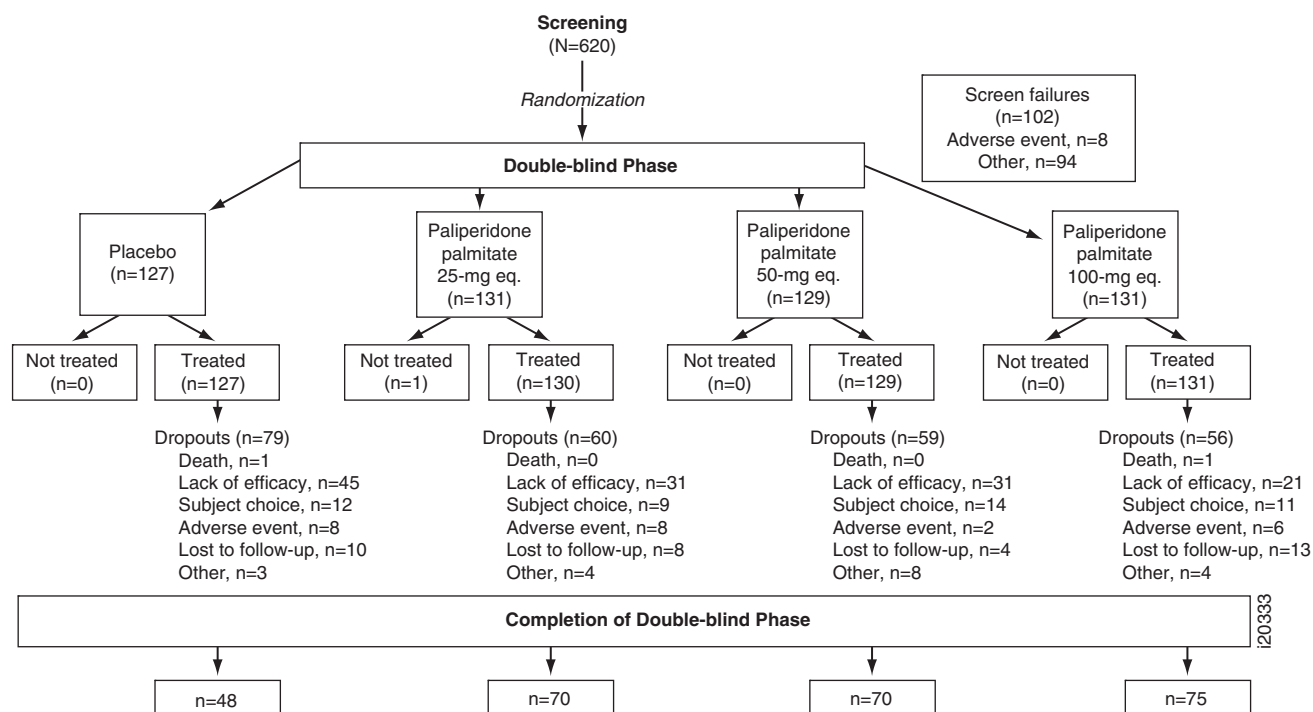 Screening
(N=620)
Randomization
Screen failures
(n=102)
Adverse event, n=8
Other, n=94
Double-blind Phase
Placebo
(n=127)
Paliperidone
palmitate
25-mg eq.
(n=131)
Paliperidone
palmitate
50-mg eq.
(n=129)
Paliperidone
palmitate
100-mg eq.
(n=131)
Not treated
(n=0)
Treated
(n=127)
Not treated
(n=1)
Treated
(n=130)
Not treated
(n=0)
Treated
(n=129)
Not treated
(n=0)
Treated
(n=131)
Dropouts (n=79)
Death, n=1
Lack of efficacy, n=45
Subject choice, n=12
Adverse event, n=8
Lost to follow-up, n=10
Other, n=3
Dropouts (n=60)
Death, n=0
Lack of efficacy, n=31
Subject choice, n=9
Adverse event, n=8
Lost to follow-up, n=8
Other, n=4
Dropouts (n=59)
Death, n=0
Lack of efficacy, n=31
Subject choice, n=14
Adverse event, n=2
Lost to follow-up, n=4
Other, n=8
Dropouts (n=56)
Death, n=1
Lack of efficacy, n=21
Subject choice, n=11
Adverse event, n=6
Lost to follow-up, n=13
Other, n=4
Completion of Double-blind Phase
i20333
n=48
n=70
n=70
n=75